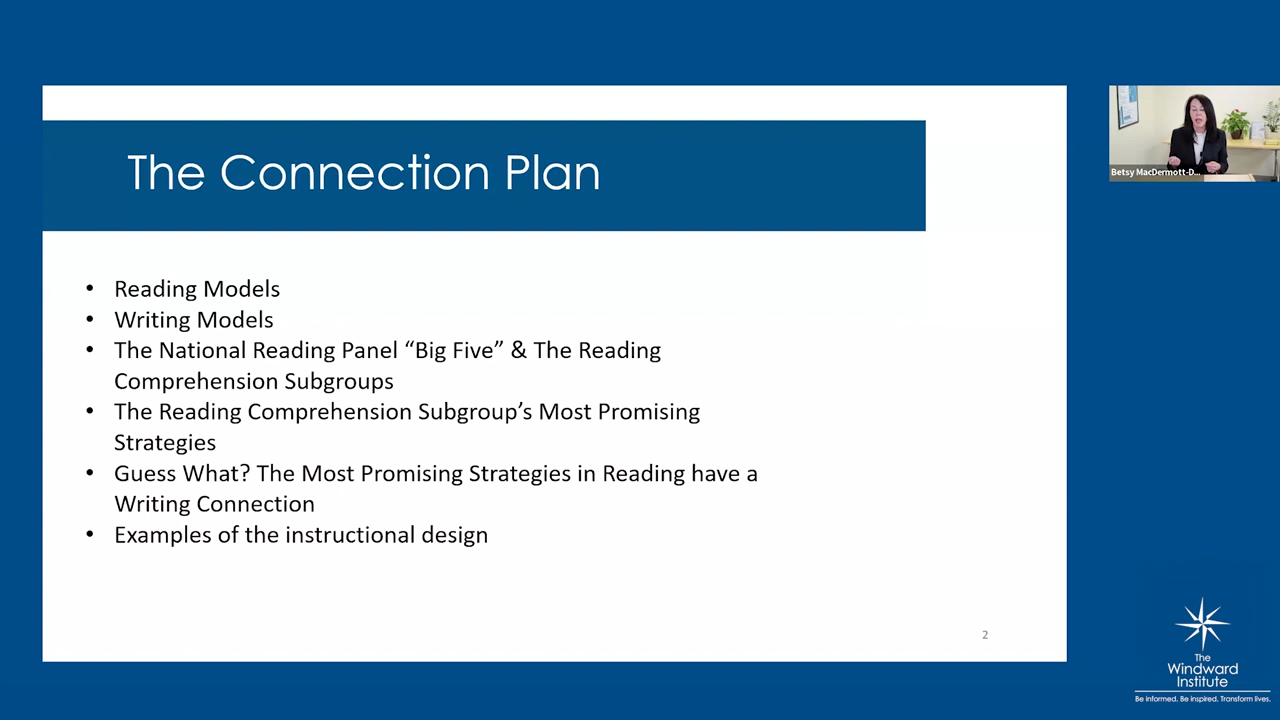 The Connection Plan
• Reading Models
• Writing Models
• The National Reading Panel “Big Five” & The Reading
Comprehension Subgroups
• The Reading Comprehension Subgroup’s Most Promising
Strategies
• Guess What? The Most Promising Strategies in Reading have a
Writing Connection
• Examples of the instructional design
2
Betsy MacDermott-D...
The
Windward
Institute
Be informed. Be inspired. Transform lives.